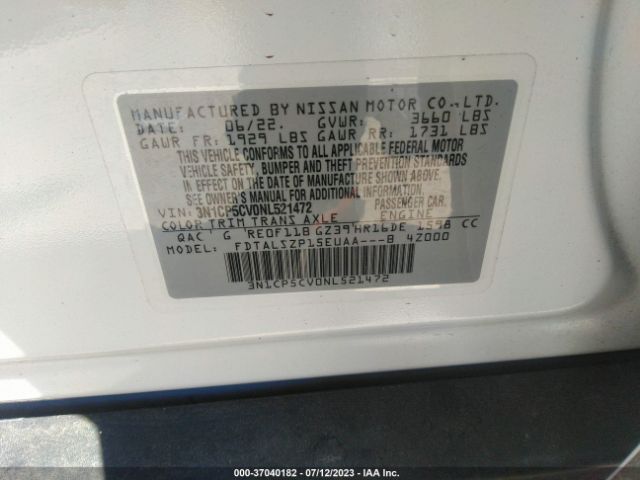 MANUFACTURED BY NISSAN MOTOR CO.,LTD.
DATE: 06/22. GVWR: 3660 LBS
GAWR FR: 1929 LBS GAWR RR: 1731 LBS
THIS VEHICLE CONFORMS TO ALL APPLICABLE FEDERAL MOTOR
VEHICLE SAFETY, BUMPER AND THEFT PREVENTION STANDARDS
IN EFFECT ON THE DATE OF MANUFACTURE SHOWN ABOVE.
SEE OWNER'S MANUAL FOR ADDITIONAL INFORMATION.
VIN: 3N1CP5CV0NL521472 PASSENGER CAR.
COLOR TRIM TRANS AXLE ENGINE
QAC G RE0F11B GZ39 HR16DE 1598 CC
MODEL: FDTALSZP15EUAA---B 4Z000
3N1CP5CV0NL521472
000-37040182 - 07/12/2023 - IAA Inc.